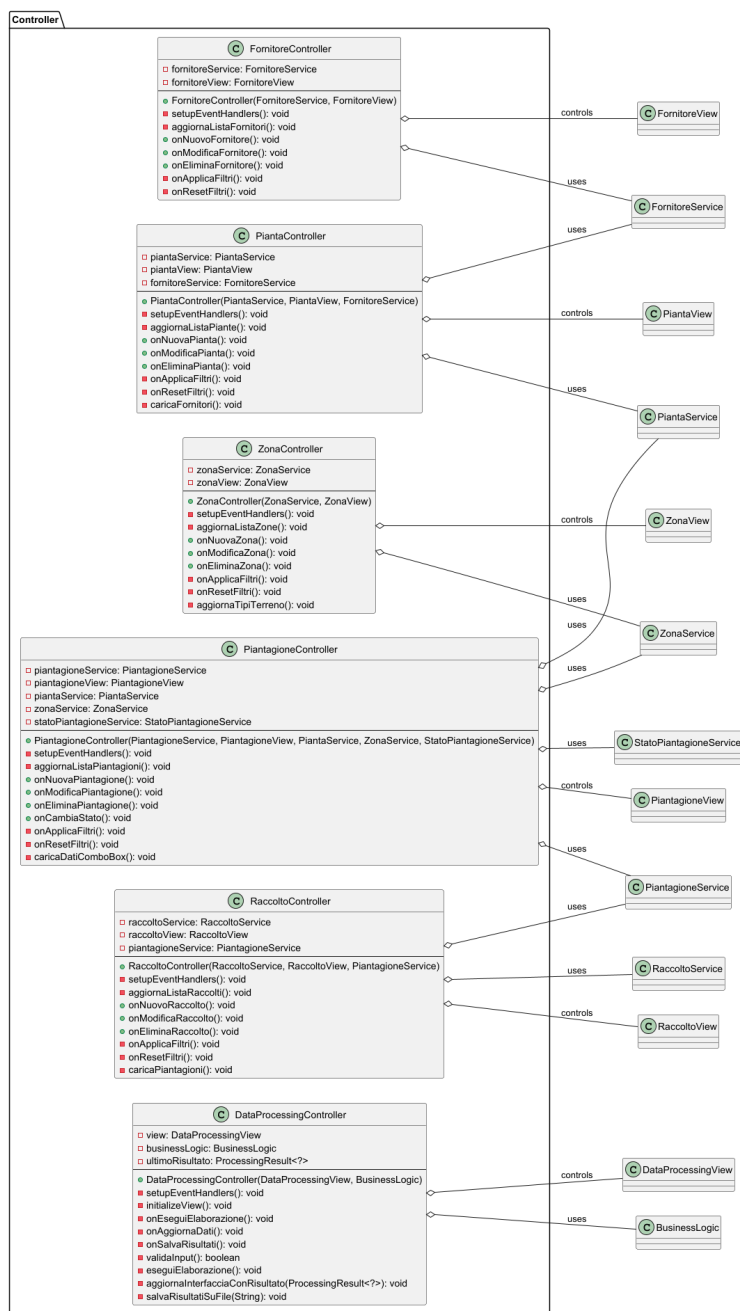 Controller
C FornitoreController
fornitoreService: FornitoreService
fornitoreView: FornitoreView
FornitoreController(FornitoreService, FornitoreView)
setupEventHandlers(): void
aggiornaListaFornitori(): void
onNuovoFornitore(): void
onModificaFornitore(): void
onEliminaFornitore(): void
onApplicaFiltri(): void
onResetFiltri(): void
controls
C FornitoreView
uses
C FornitoreService
uses
C PiantaController
piantaService: PiantaService
piantaView: PiantaView
fornitoreService: FornitoreService
PiantaController(PiantaService, PiantaView, FornitoreService)
setupEventHandlers(): void
aggiornaListaPiante(): void
onNuovaPianta(): void
onModificaPianta(): void
onEliminaPianta(): void
onApplicaFiltri(): void
onResetFiltri(): void
caricaFornitori(): void
controls
C PiantaView
uses
C PiantaService
C ZonaController
zonaService: ZonaService
zonaView: ZonaView
ZonaController(ZonaService, ZonaView)
setupEventHandlers(): void
aggiornaListaZone(): void
onNuovaZona(): void
onModificaZona(): void
onEliminaZona(): void
onApplicaFiltri(): void
onResetFiltri(): void
aggiornaTipiTerreno(): void
controls
C ZonaView
uses
uses
C ZonaService
uses
C PiantagioneController
piantagioneService: PiantagioneService
piantagioneView: PiantagioneView
piantaService: PiantaService
zonaService: ZonaService
statoPiantagioneService: StatoPiantagioneService
PiantagioneController(PiantagioneService, PiantagioneView, PiantaService, ZonaService, StatoPiantagioneService)
setupEventHandlers(): void
aggiornaListaPiantagioni(): void
onNuovaPiantagione(): void
onModificaPiantagione(): void
onEliminaPiantagione(): void
onCambiaStato(): void
onApplicaFiltri(): void
onResetFiltri(): void
caricaDatiComboBox(): void
uses
C StatoPiantagioneService
controls
C PiantagioneView
uses
C PiantagioneService
uses
C RaccoltoController
raccoltoService: RaccoltoService
raccoltoView: RaccoltoView
piantagioneService: PiantagioneService
RaccoltoController(RaccoltoService, RaccoltoView, PiantagioneService)
setupEventHandlers(): void
aggiornaListaRaccolti(): void
onNuovoRaccolto(): void
onModificaRaccolto(): void
onEliminaRaccolto(): void
onApplicaFiltri(): void
onResetFiltri(): void
caricaPiantagioni(): void
uses
C RaccoltoService
controls
C RaccoltoView
C DataProcessingController
view: DataProcessingView
businessLogic: BusinessLogic
ultimoRisultato: ProcessingResult<?>
DataProcessingController(DataProcessingView, BusinessLogic)
setupEventHandlers(): void
initializeView(): void
onEseguiElaborazione(): void
onAggiornaDati(): void
onSalvaRisultati(): void
validaInput(): boolean
eseguiElaborazione(): void
aggiornaInterfacciaConRisultato(ProcessingResult<?>): void
salvaRisultatiSuFile(String): void
controls
C DataProcessingView
uses
C BusinessLogic